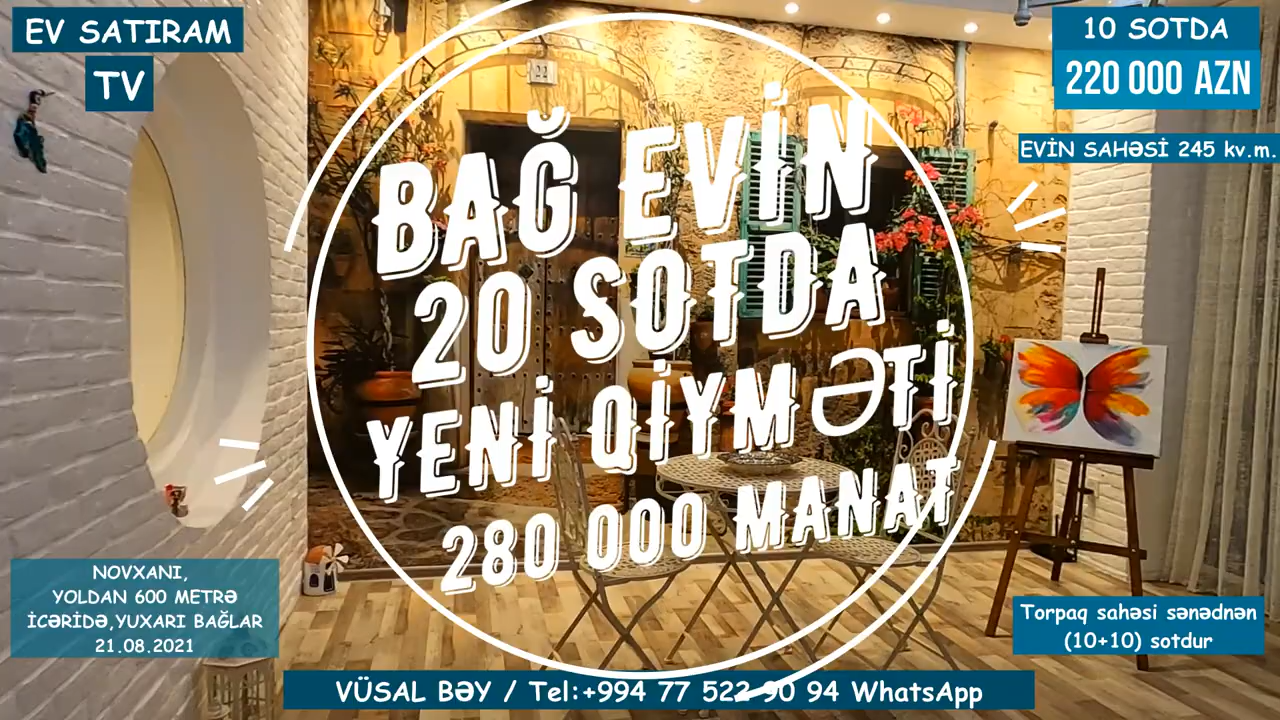 EV SATIRAM
TV
10 SOTDA
220 000 AZN
EVİN SAHƏSİ 245 kv.m.
22
BAĞ EVİN
20 SOTDA
YENİ QİYMƏTİ
280 000 MANAT
NOVXANI,
YOLDAN 600 METRƏ
İCƏRİDƏ,YUXARI BAĞLAR
21.08.2021
Torpaq sahəsi sənədnən
(10+10) sotdur
VÜSAL BƏY / Tel:+994 77 522 90 94 WhatsApp